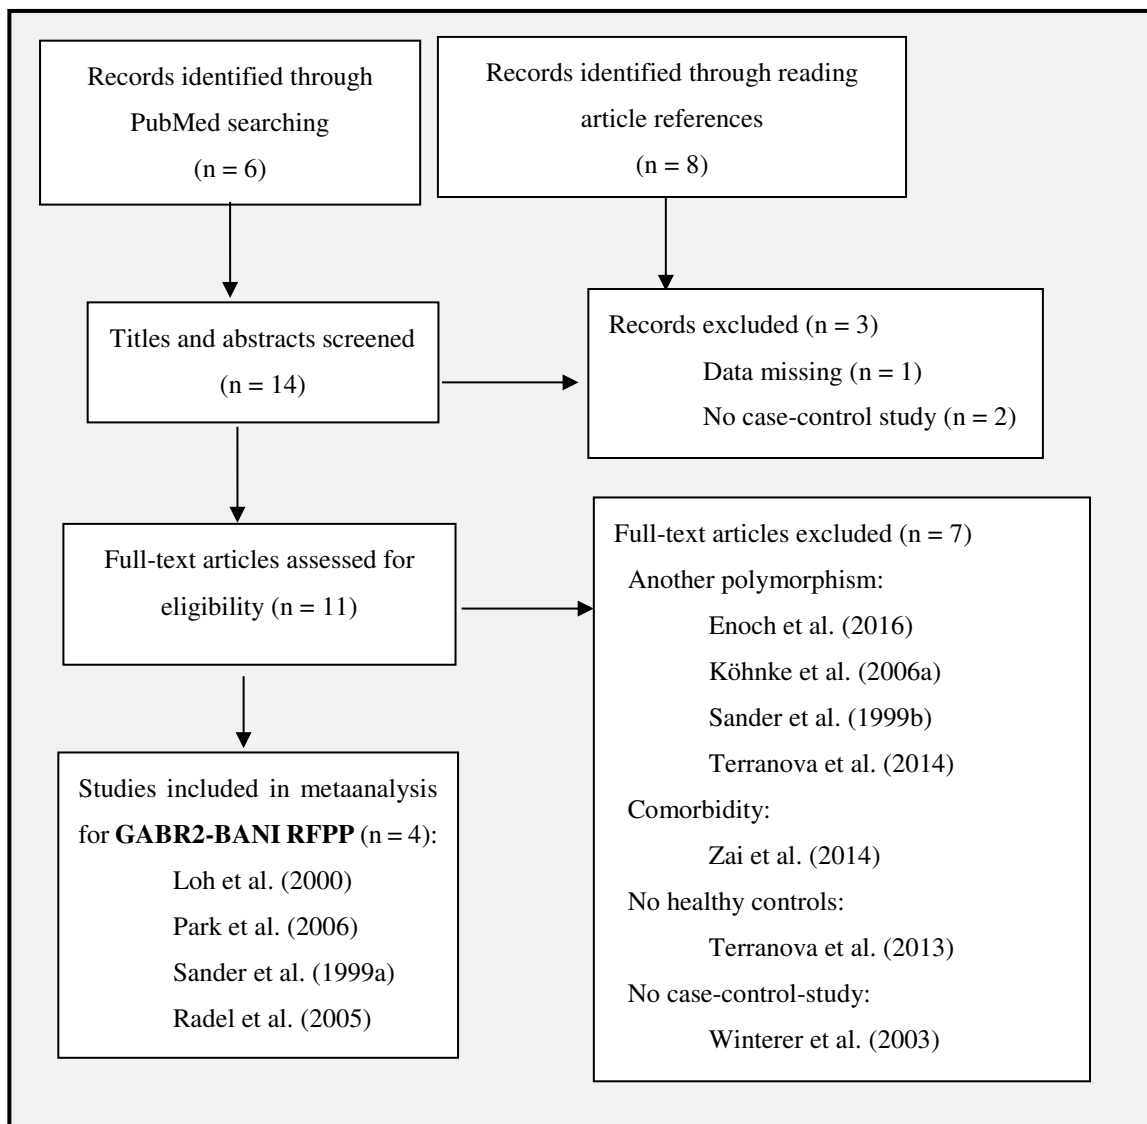 Records identified through
PubMed searching
(n = 6)
Records identified through reading
article references
(n = 8)
Titles and abstracts screened
(n = 14)
Records excluded (n = 3)
Data missing (n = 1)
No case-control study (n = 2)
Full-text articles assessed for
eligibility (n = 11)
Full-text articles excluded (n = 7)
Another polymorphism:
Enoch et al. (2016)
Köhnke et al. (2006a)
Sander et al. (1999b)
Terranova et al. (2014)
Comorbidity:
Zai et al. (2014)
No healthy controls:
Terranova et al. (2013)
No case-control-study:
Winterer et al. (2003)
Studies included in metaanalysis
for GABR2-BANI RFPP (n = 4):
Loh et al. (2000)
Park et al. (2006)
Sander et al. (1999a)
Radel et al. (2005)